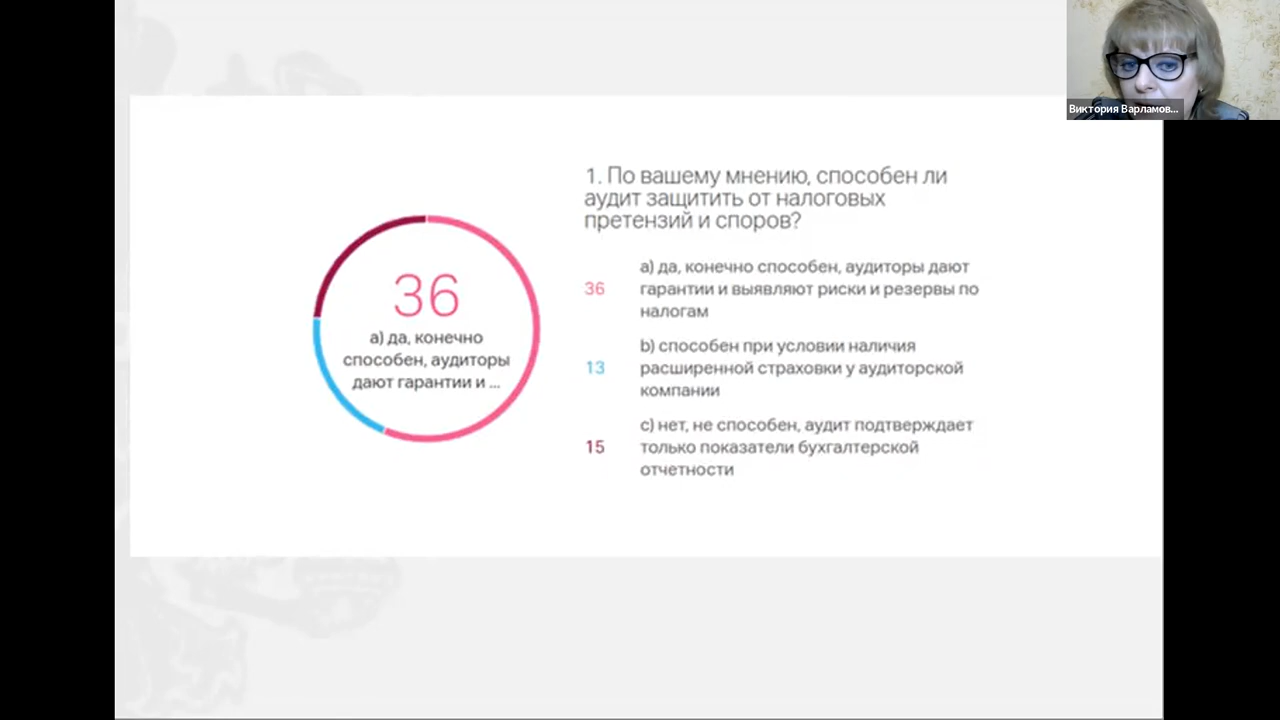 Виктория Варламов...
1. По вашему мнению, способен ли
аудит защитить от налоговых
претензий и споров?
36
а) да, конечно
способен, аудиторы
дают гарантии и ...
36
а) да, конечно способен, аудиторы дают
гарантии и выявляют риски и резервы по
налогам
13
b) способен при условии наличия
расширенной страховки у аудиторской
компании
15
c) нет, не способен, аудит подтверждает
только показатели бухгалтерской
отчетности